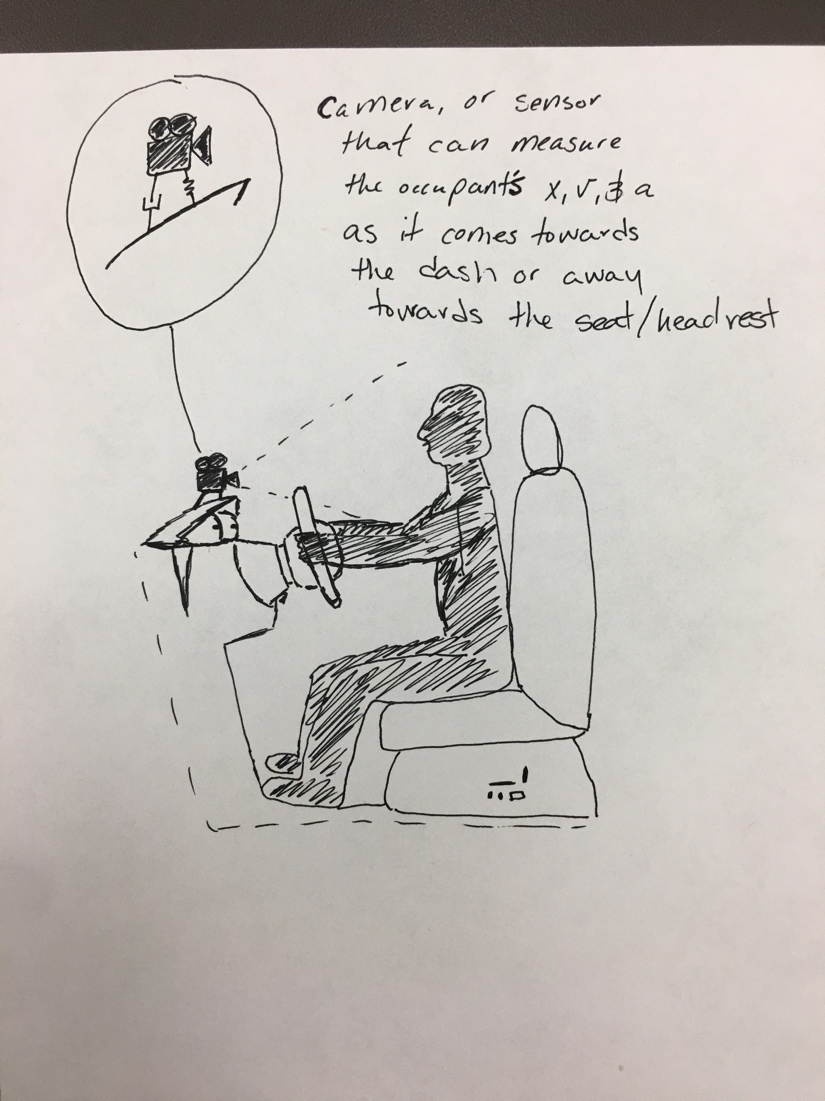 Camera, or sensor
that can measure
the occupant's x, v, & a
as it comes towards
the dash or away
towards the seat/headrest